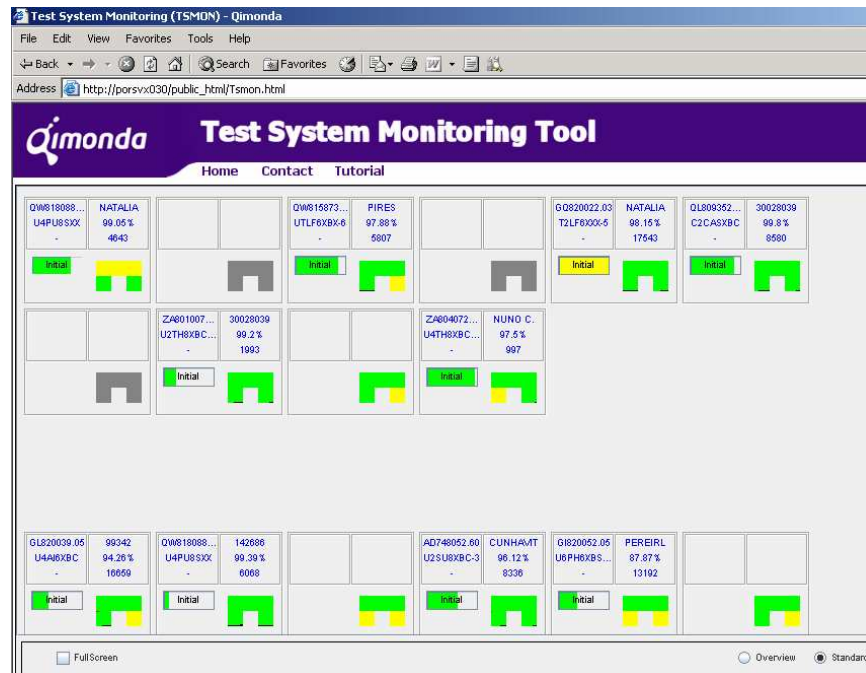 Test System Monitoring (TSMON) - Qimonda
File Edit View Favorites Tools Help
Back Search Favorites
Address http://porsvx030/public_html/Tsmon.html
Qimonda Test System Monitoring Tool
Home Contact Tutorial
QW818088... NATALIA QW815873... PIRES GQ820022.03 NATALIA QL809352... 30028039
U4PU8SXX 99.05% UTLF6XBX-6 97.88% T2LF6XXX-5 98.15% C2CASXBC 99.8%
- 4643 - 5807 - 17543 - 8580
Initial Initial Initial Initial
ZA801007... 30028039 ZA804072... NUNO C.
U2TH8XBC... 99.2% U4TH8XBC... 97.5%
- 1993 - 997
Initial Initial
GL820039.05 99342 QW818088... 142686 AD748052.60 CUNHAVIT GI820052.05 PEREIRL
U4AI6XBC 94.26% U4PU8SXX 99.39% U2SU8XBC-3 96.12% U6PH6XBS... 87.87%
- 16659 - 6068 - 8336 - 13192
Initial Initial Initial Initial
FullScreen Overview Standard